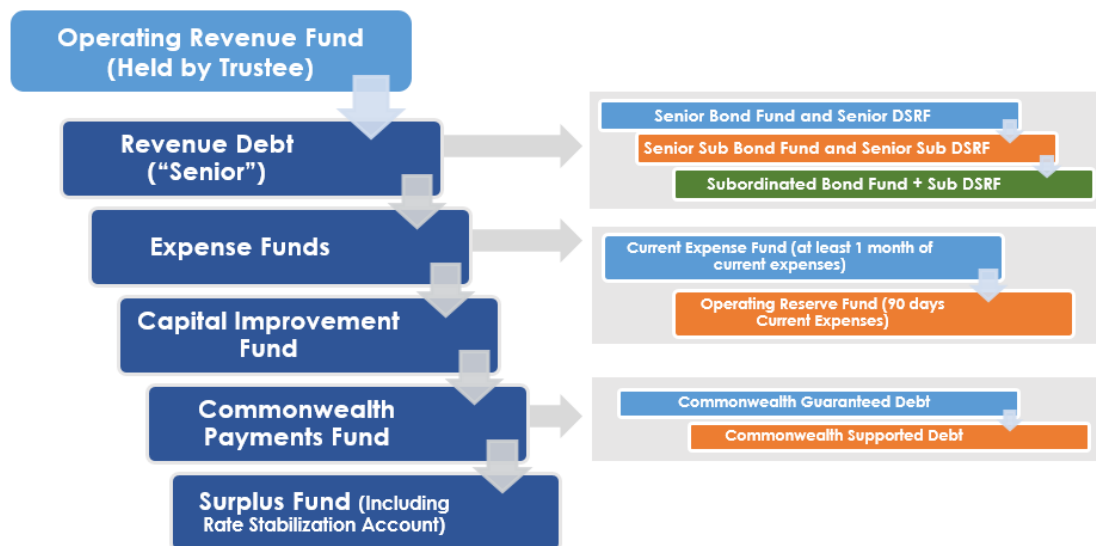 Operating Revenue Fund
(Held by Trustee)
Revenue Debt
(“Senior”)
Senior Bond Fund and Senior DSRF
Senior Sub Bond Fund and Senior Sub DSRF
Subordinated Bond Fund + Sub DSRF
Expense Funds
Current Expense Fund (at least 1 month of
current expenses)
Operating Reserve Fund (90 days
Current Expenses)
Capital Improvement
Fund
Commonwealth
Payments Fund
Commonwealth Guaranteed Debt
Commonwealth Supported Debt
Surplus Fund (Including
Rate Stabilization Account)